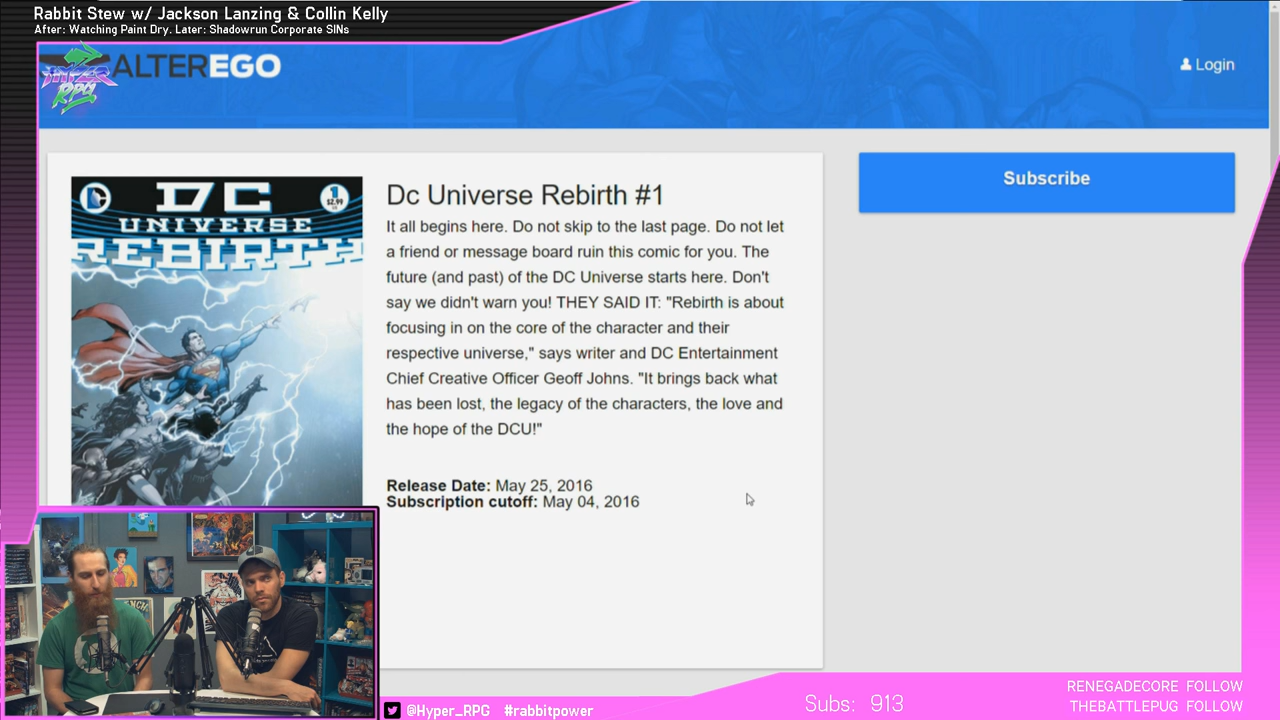 Rabbit Stew w/ Jackson Lanzing & Collin Kelly
After: Watching Paint Dry. Later: Shadowrun Corporate SINs
HYPER
RPG
ALTEREGO
Login
Subscribe
DC
UNIVERSE
REBIRTH
1
$2.99
Dc Universe Rebirth #1
It all begins here. Do not skip to the last page. Do not let
a friend or message board ruin this comic for you. The
future (and past) of the DC Universe starts here. Don't
say we didn't warn you! THEY SAID IT: "Rebirth is about
focusing in on the core of the character and their
respective universe," says writer and DC Entertainment
Chief Creative Officer Geoff Johns. "It brings back what
has been lost, the legacy of the characters, the love and
the hope of the DCU!"
Release Date: May 25, 2016
Subscription cutoff: May 04, 2016
@Hyper_RPG #rabbitpower
Subs: 913
RENEGADECORE FOLLOW
THEBATTLEPUG FOLLOW